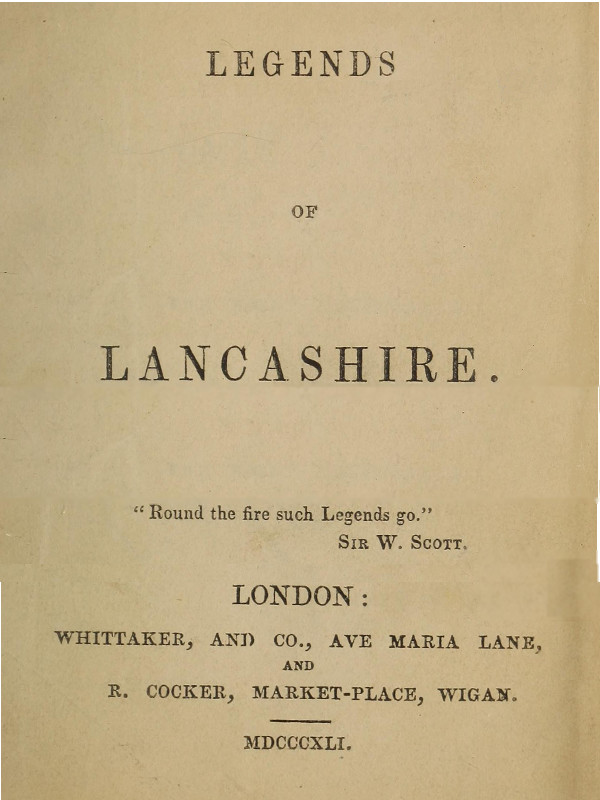 LEGENDS
OF
LANCASHIRE.
“Round the fire such Legends go.”
SIR W. SCOTT.
LONDON:
WHITTAKER, AND CO., AVE MARIA LANE,
AND
R. COCKER, MARKET-PLACE, WIGAN.
MDCCCXLI.